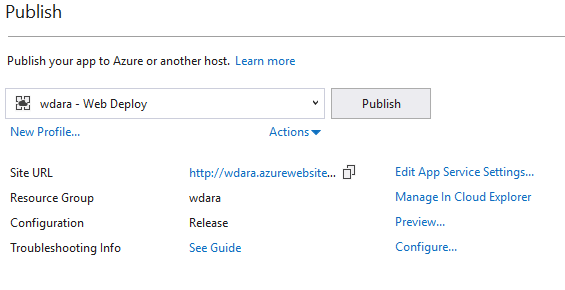 Publish
Publish your app to Azure or another host. Learn more
wdara - Web Deploy Publish
New Profile... Actions
Site URL http://wdara.azurewebsite... Edit App Service Settings...
Resource Group wdara Manage In Cloud Explorer
Configuration Release Preview...
Troubleshooting Info See Guide Configure...